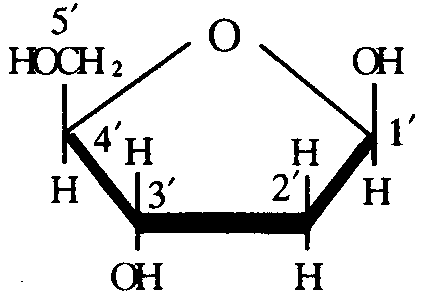 5′
O
HOCH₂ OH
4′ 1′
H H
H 3′ 2′ H
OH H